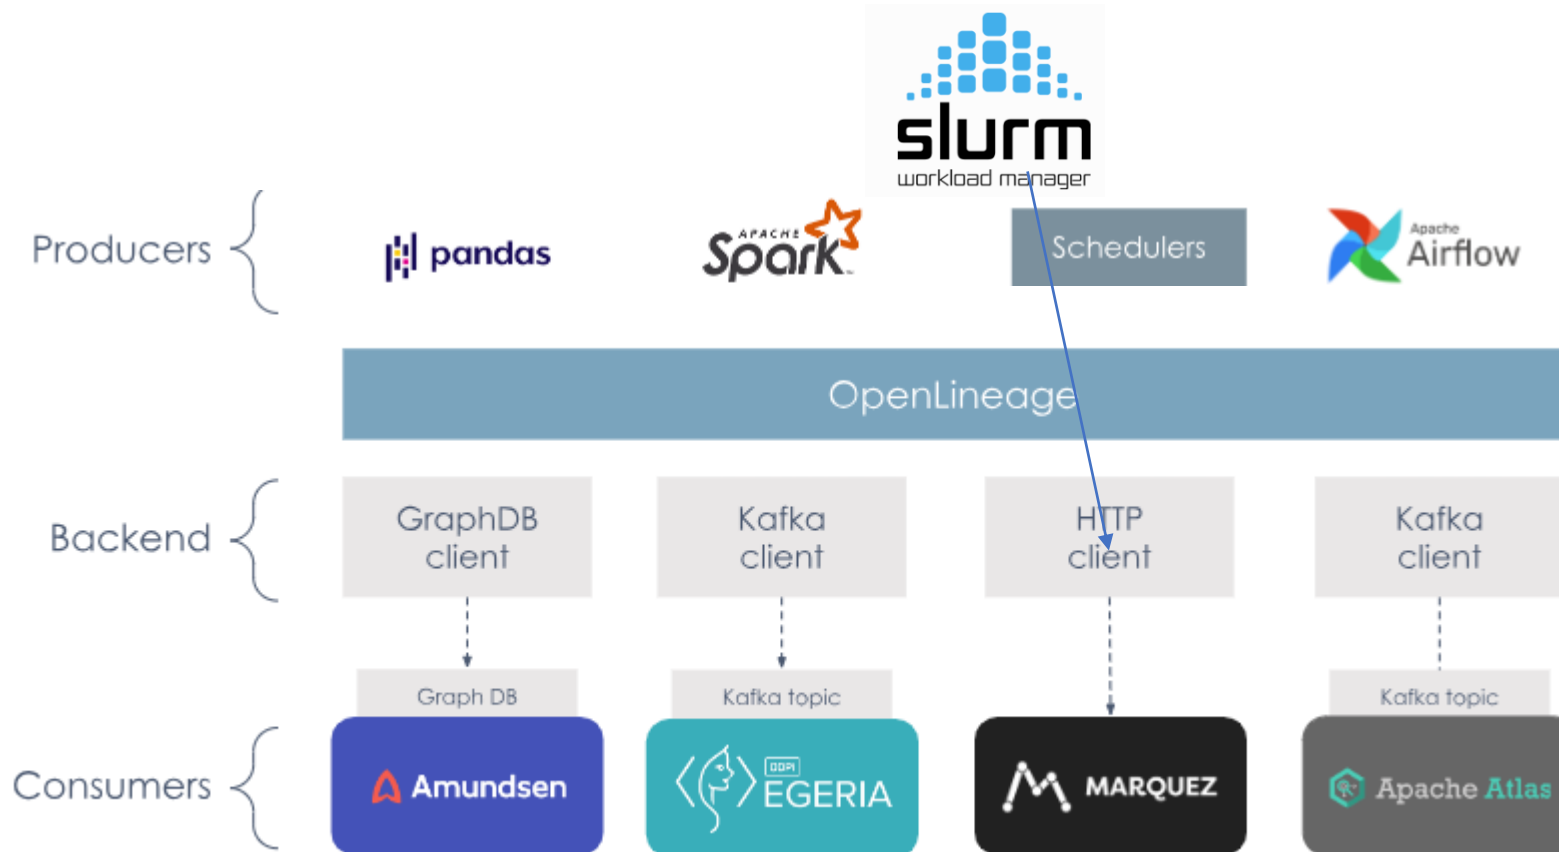 slurm
workload manager
Producers
pandas
APACHE
Spark
Schedulers
Apache
Airflow
OpenLineage
Backend
GraphDB
client
Kafka
client
HTTP
client
Kafka
client
Graph DB
Kafka topic
Kafka topic
Consumers
Amundsen
ODPi
EGERIA
MARQUEZ
Apache Atlas